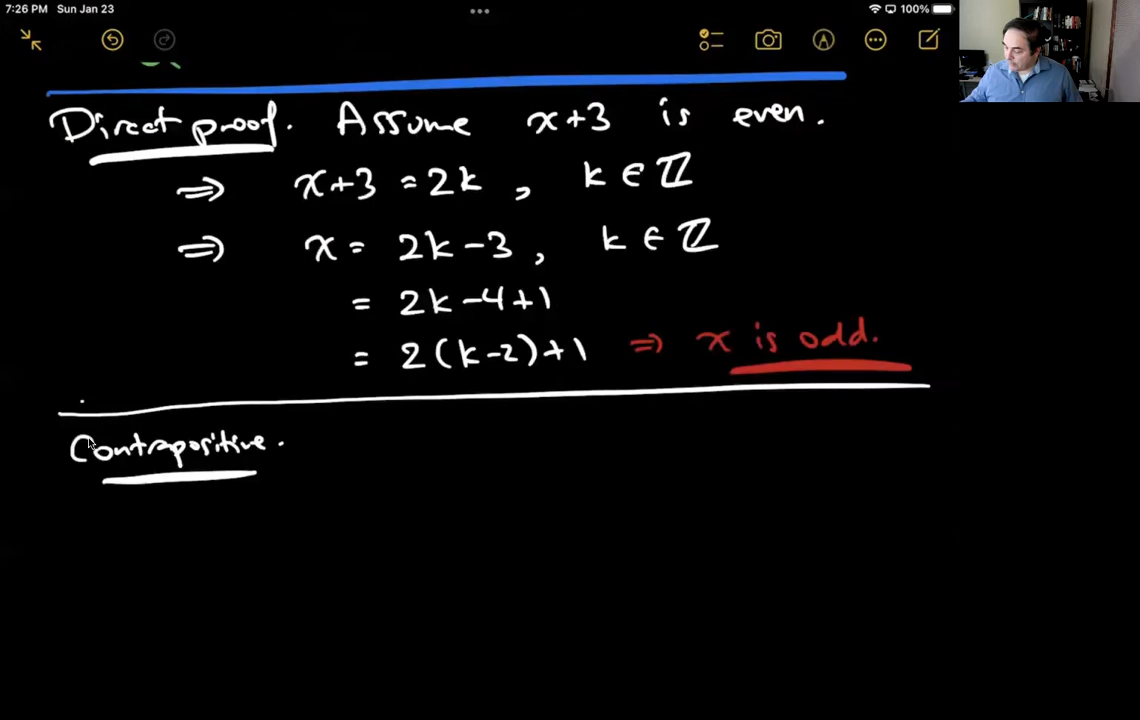 7:26 PM Sun Jan 23
100%
Direct proof. Assume x+3 is even.
⇒ x+3 = 2k , k ∈ ℤ
⇒ x = 2k-3 , k ∈ ℤ
= 2k-4+1
= 2(k-2)+1 ⇒ x is odd.
Contrapositive.